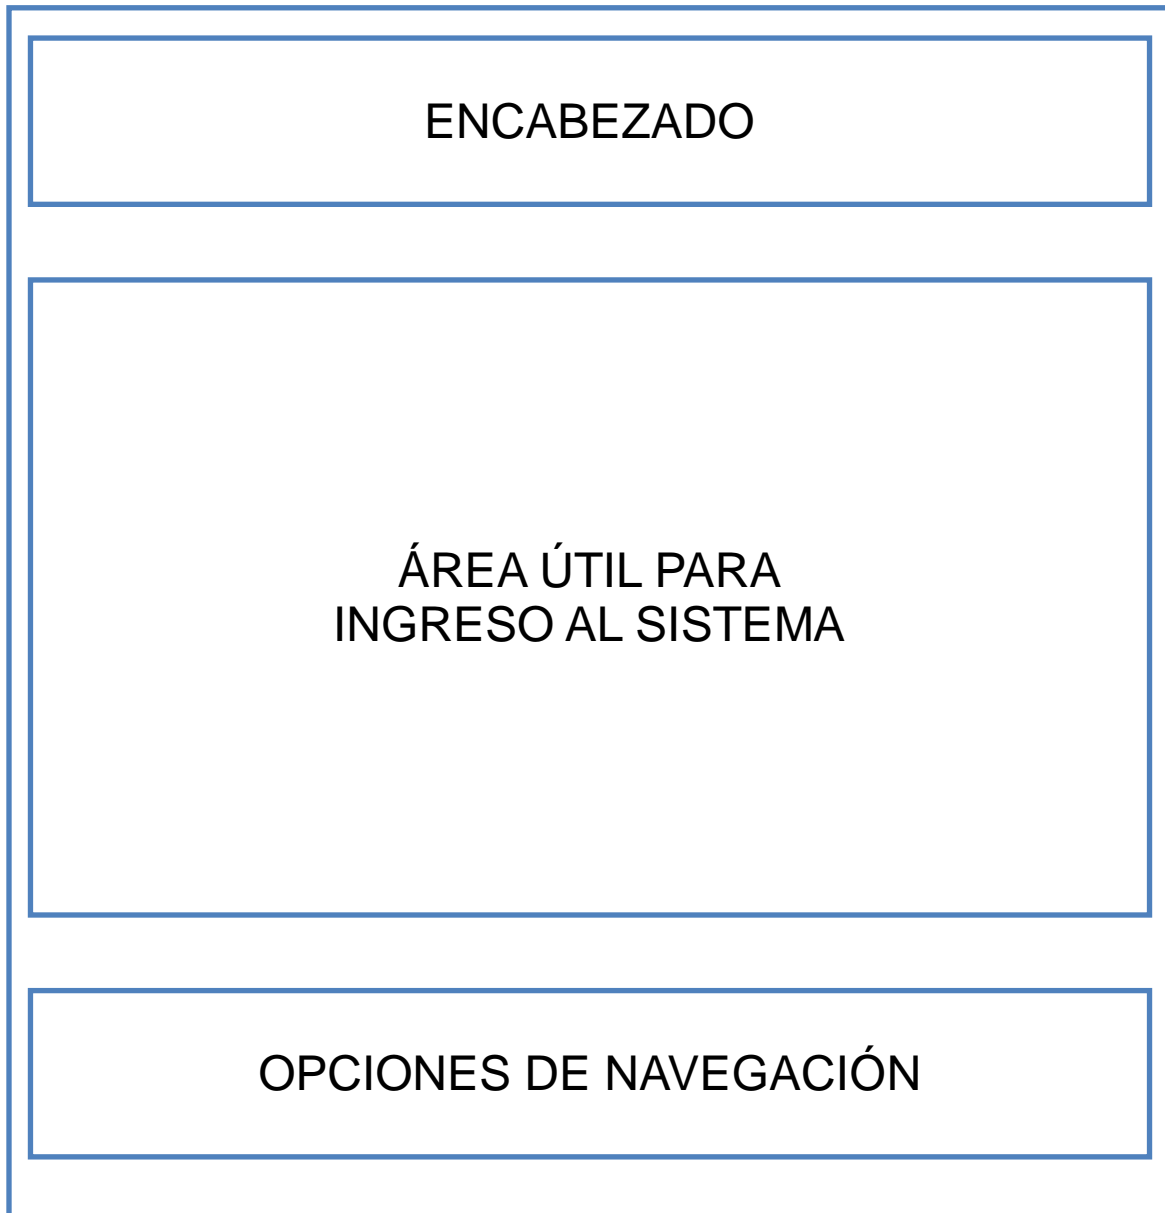 ENCABEZADO
ÁREA ÚTIL PARA
INGRESO AL SISTEMA
OPCIONES DE NAVEGACIÓN